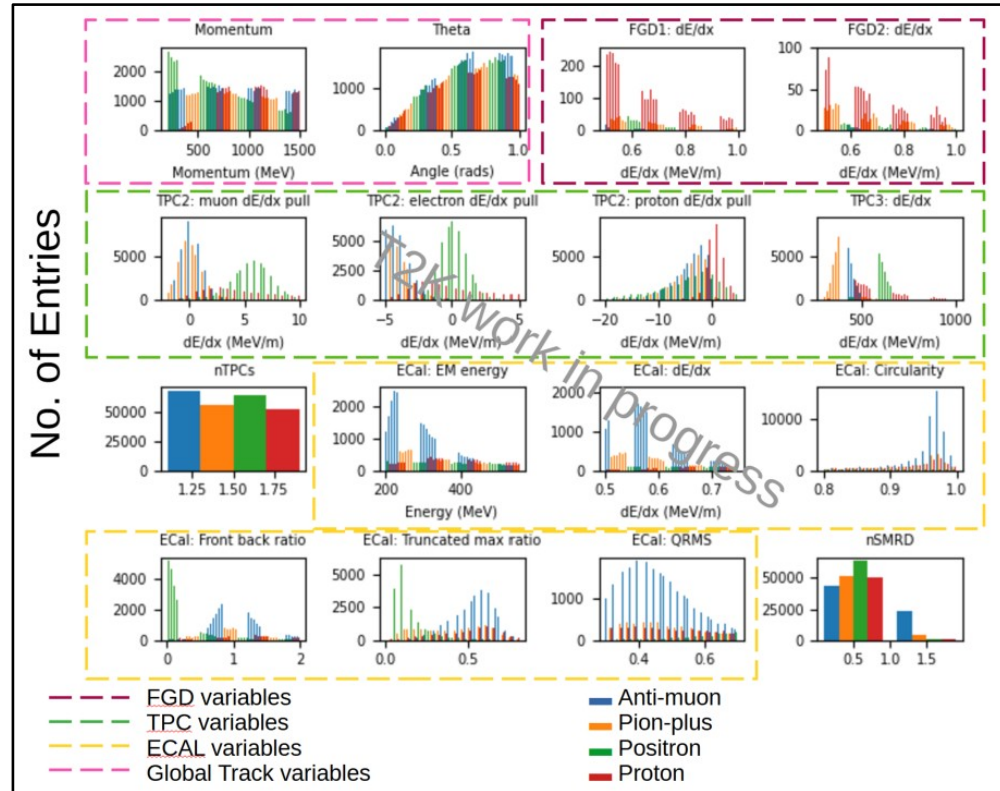 No. of Entries
Momentum Theta FGD1: dE/dx FGD2: dE/dx
2000
1000
0
500 1000 1500
Momentum (MeV)
1000
0
0.0 0.5 1.0
Angle (rads)
200
100
0
0.6 0.8 1.0
dE/dx (MeV/m)
100
50
0
0.6 0.8 1.0
dE/dx (MeV/m)
TPC2: muon dE/dx pull TPC2: electron dE/dx pull TPC2: proton dE/dx pull TPC3: dE/dx
5000
0
0 5 10
dE/dx (MeV/m)
5000
2500
0
−5 0 5
dE/dx (MeV/m)
5000
0
−20 −10 0
dE/dx (MeV/m)
5000
0
500 1000
dE/dx (MeV/m)
T2K work in progress
nTPCs ECal: EM energy ECal: dE/dx ECal: Circularity
50000
25000
0
1.25 1.50 1.75
2000
1000
0
200 400
Energy (MeV)
2000
1000
0
0.5 0.6 0.7
dE/dx (MeV/m)
10000
0
0.8 0.9 1.0
ECal: Front back ratio ECal: Truncated max ratio ECal: QRMS nSMRD
4000
2000
0
0 1 2
5000
2500
0
0.0 0.5
1000
0
0.4 0.6
50000
25000
0
0.5 1.0 1.5
FGD variables
TPC variables
ECAL variables
Global Track variables
Anti-muon
Pion-plus
Positron
Proton